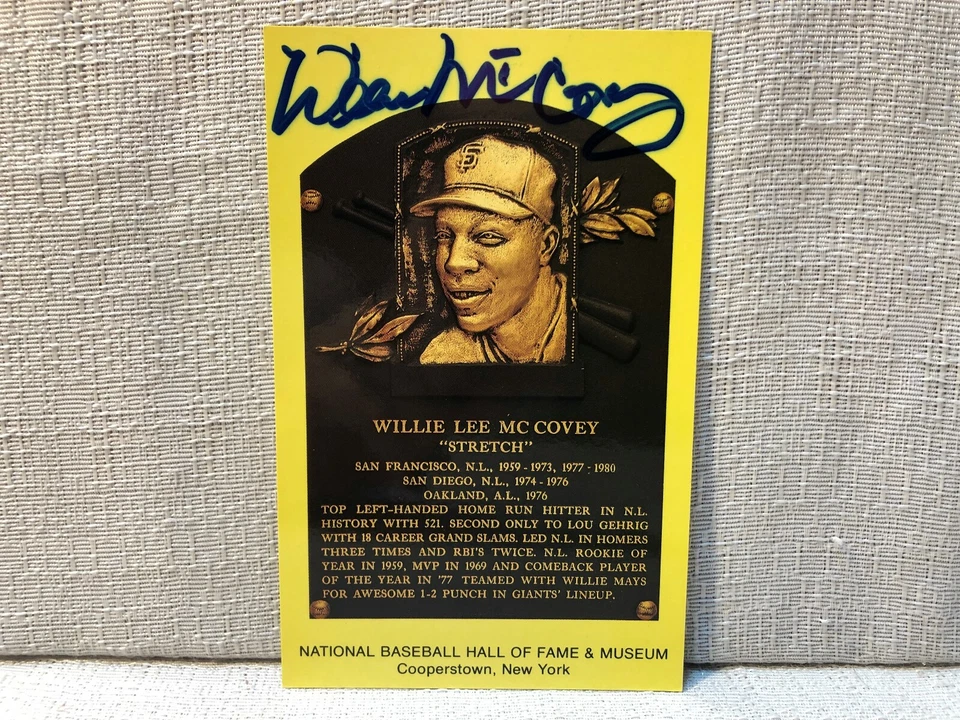 Willie McCovey
SF
WILLIE LEE MC COVEY
"STRETCH"
SAN FRANCISCO, N.L., 1959 - 1973, 1977 - 1980
SAN DIEGO, N.L., 1974 - 1976
OAKLAND, A.L., 1976
TOP LEFT-HANDED HOME RUN HITTER IN N.L.
HISTORY WITH 521. SECOND ONLY TO LOU GEHRIG
WITH 18 CAREER GRAND SLAMS. LED N.L. IN HOMERS
THREE TIMES AND RBI'S TWICE. N.L. ROOKIE OF
YEAR IN 1959, MVP IN 1969 AND COMEBACK PLAYER
OF THE YEAR IN '77 TEAMED WITH WILLIE MAYS
FOR AWESOME 1-2 PUNCH IN GIANTS' LINEUP.
NATIONAL BASEBALL HALL OF FAME & MUSEUM
Cooperstown, New York